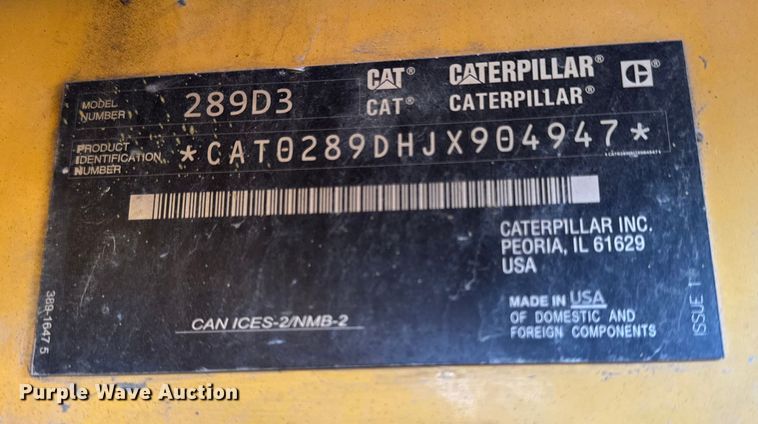 MODEL NUMBER 289D3
CAT® CATERPILLAR® C
CAT® CATERPILLAR®
PRODUCT IDENTIFICATION NUMBER *CAT0289DHJX904947*
CATERPILLAR INC.
PEORIA, IL 61629
USA
MADE IN USA
OF DOMESTIC AND
FOREIGN COMPONENTS
CAN ICES-2/NMB-2
389-1647 5
ISSUE 1
Purple Wave Auction